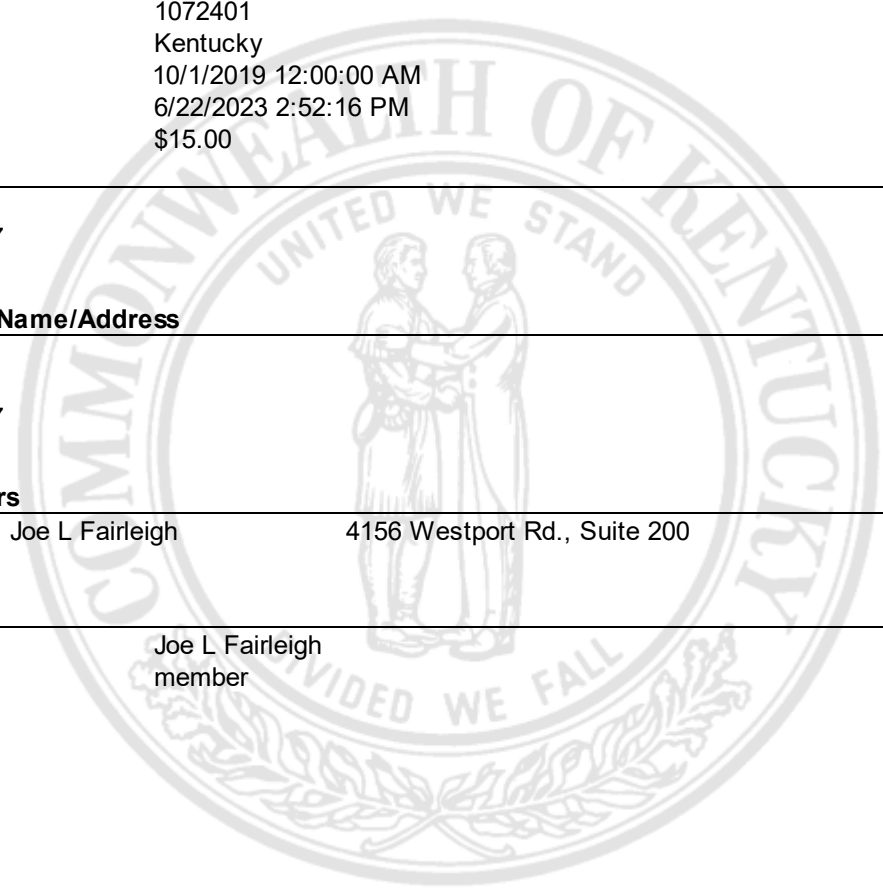 1072401
Kentucky
10/1/2019 12:00:00 AM
6/22/2023 2:52:16 PM
$15.00
Name/Address
rs
Joe L Fairleigh 4156 Westport Rd., Suite 200
Joe L Fairleigh
member
COMMONWEALTH OF KENTUCKY
UNITED WE STAND
DIVIDED WE FALL